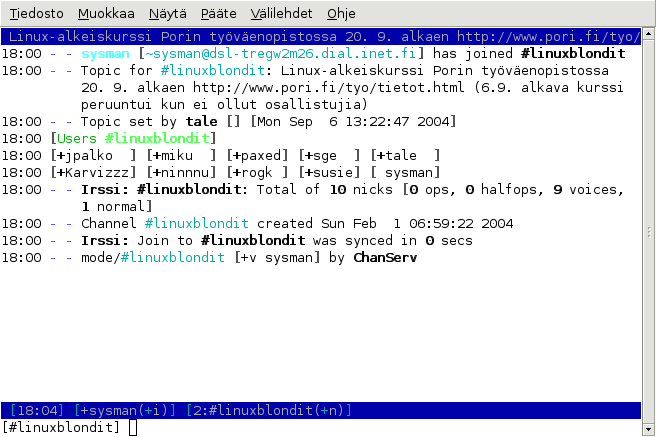 Tiedosto Muokkaa Näytä Pääte Välilehdet Ohje
Linux-alkeiskurssi Porin työväenopistossa 20. 9. alkaen http://www.pori.fi/tyo/
18:00 - - sysman [~sysman@dsl-tregw2m26.dial.inet.fi] has joined #linuxblondit
18:00 - - Topic for #linuxblondit: Linux-alkeiskurssi Porin työväenopistossa
20. 9. alkaen http://www.pori.fi/tyo/tietot.html (6.9. alkava kurssi
peruuntui kun ei ollut osallistujia)
18:00 - - Topic set by tale [] [Mon Sep  6 13:22:47 2004]
18:00 [Users #linuxblondit]
18:00 [+jpalko  ] [+miku  ] [+paxed] [+sge  ] [+tale  ]
18:00 [+Karvizzz] [+ninnnu] [+rogk ] [+susie] [ sysman]
18:00 - - Irssi: #linuxblondit: Total of 10 nicks [0 ops, 0 halfops, 9 voices,
1 normal]
18:00 - - Channel #linuxblondit created Sun Feb  1 06:59:22 2004
18:00 - - Irssi: Join to #linuxblondit was synced in 0 secs
18:00 - - mode/#linuxblondit [+v sysman] by ChanServ
[18:04] [+sysman(+i)] [2:#linuxblondit(+n)]
[#linuxblondit]